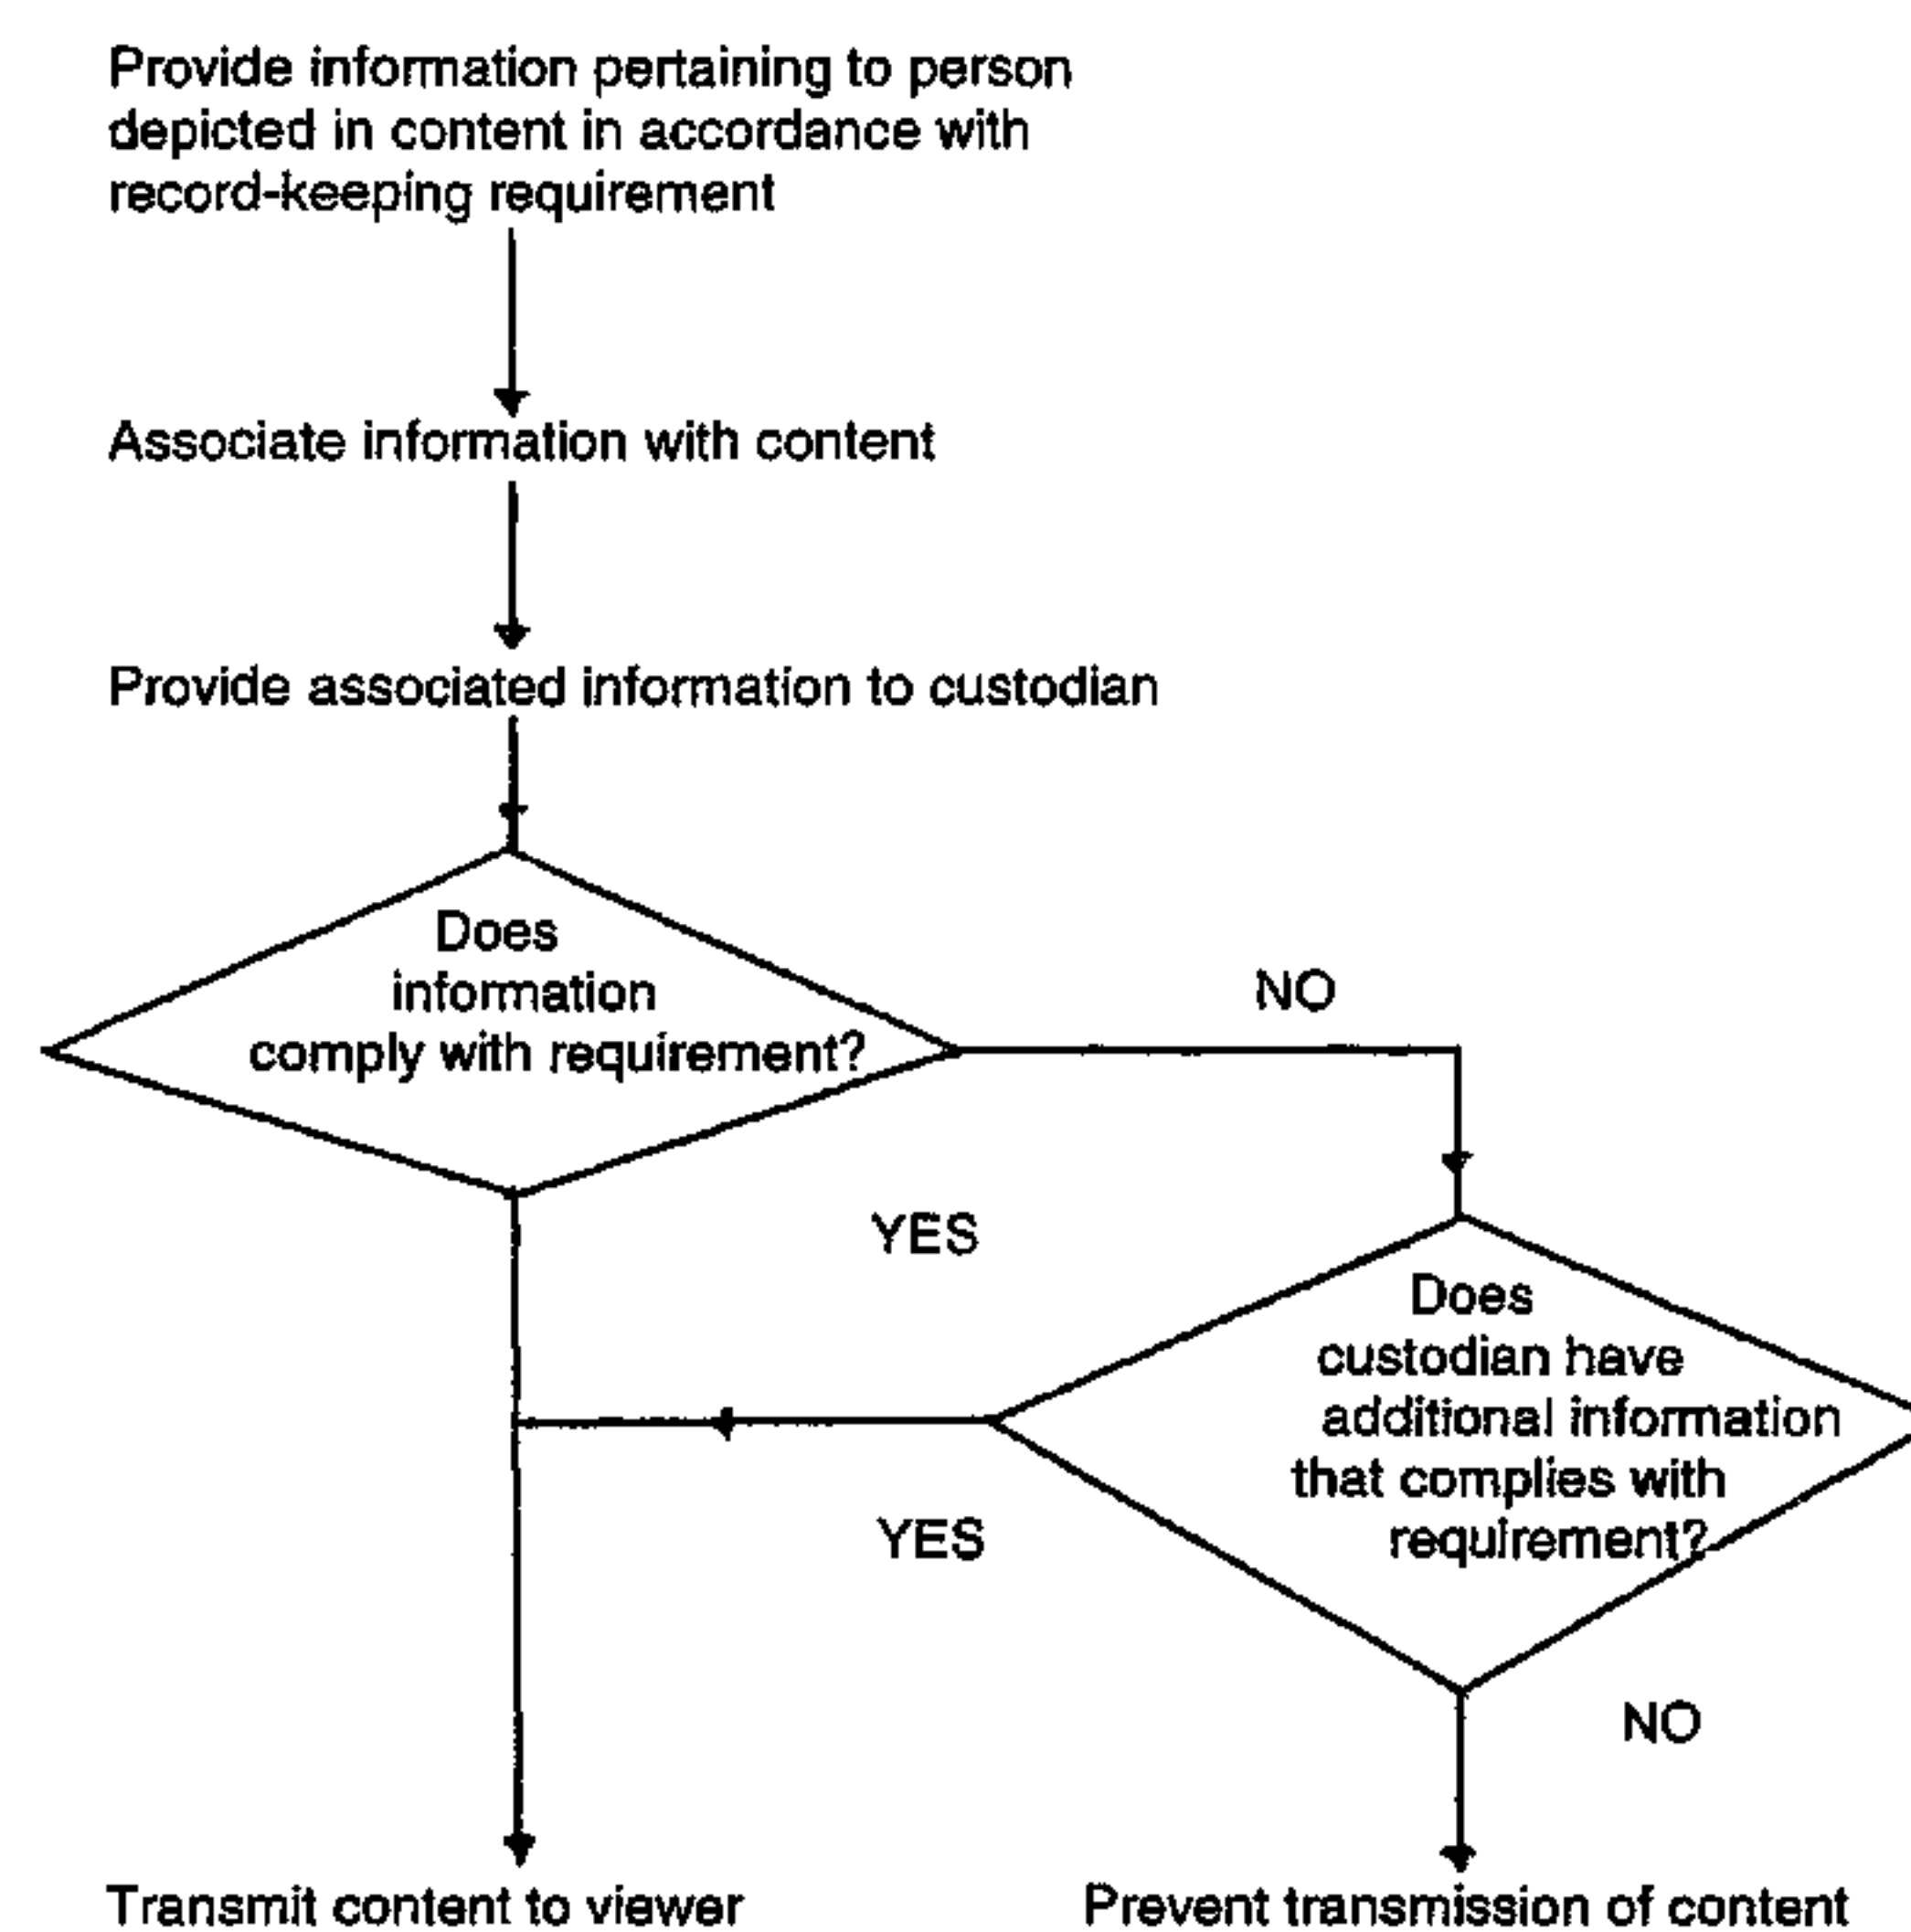 Provide information pertaining to person
depicted in content in accordance with
record-keeping requirement
Associate information with content
Provide associated information to custodian
Does
information
comply with requirement?
NO
YES
Does
custodian have
additional information
that complies with
requirement?
YES
NO
Transmit content to viewer
Prevent transmission of content